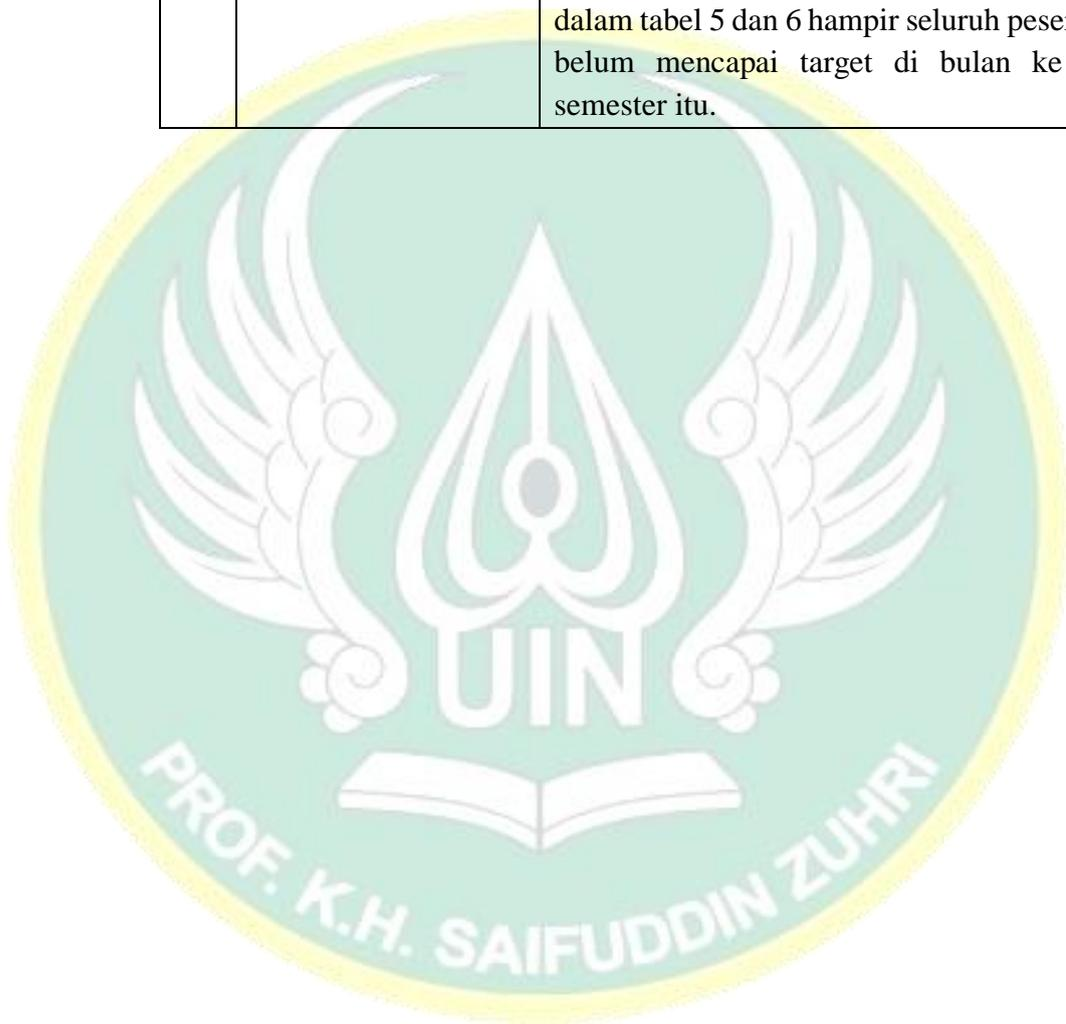 dalam tabel 5 dan 6 hampir seluruh
belum mencapai target di bulan ke
semester itu.
UIN
PROF. K.H. SAIFUDDIN ZUHRI